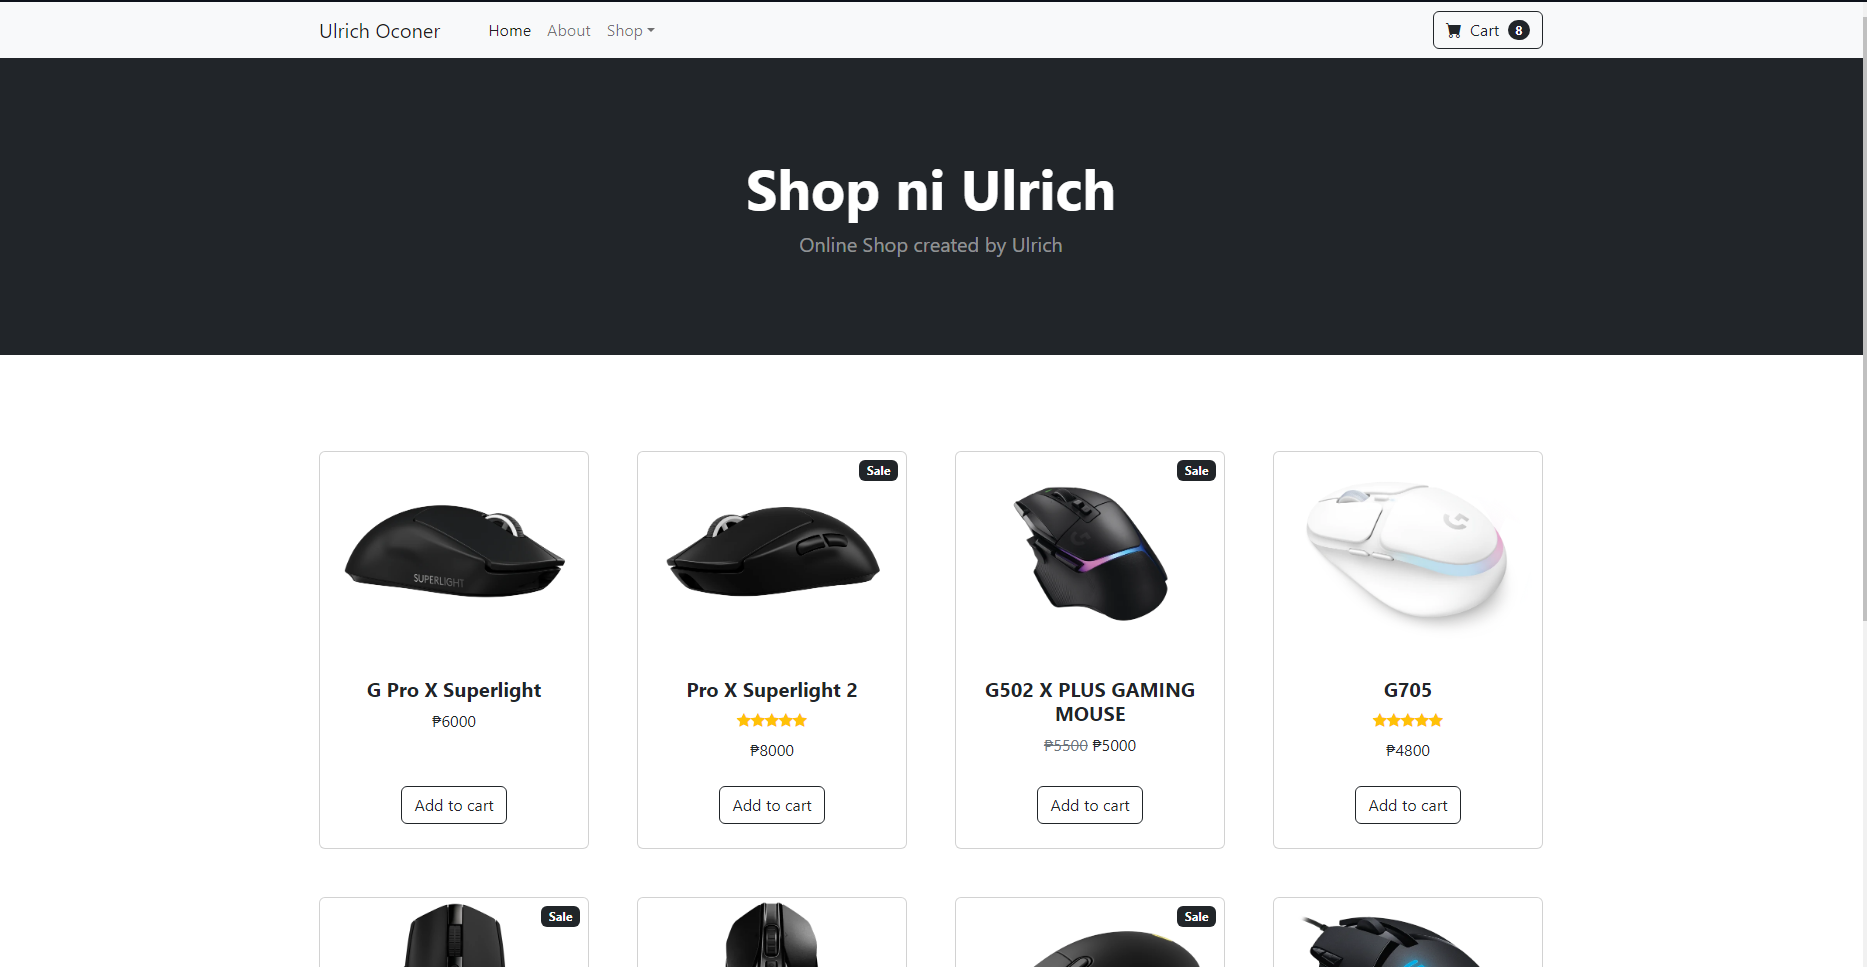 Ulrich Oconer Home About Shop Cart 8
Shop ni Ulrich
Online Shop created by Ulrich
Sale
Sale
SUPERLIGHT
G Pro X Superlight
₱6000
Add to cart
Pro X Superlight 2
₱8000
Add to cart
G502 X PLUS GAMING
MOUSE
₱5500 ₱5000
Add to cart
G705
₱4800
Add to cart
Sale
Sale